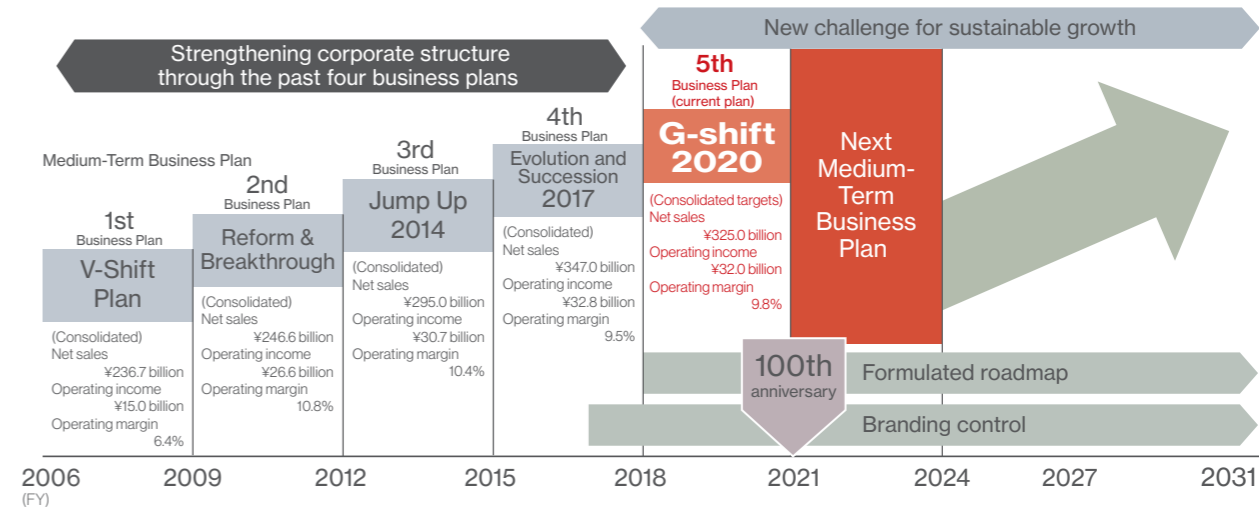 New challenge for sustainable growth
Strengthening corporate structure
through the past four business plans
Medium-Term Business Plan
1st
Business Plan
V-Shift
Plan
(Consolidated)
Net sales
¥236.7 billion
Operating income
¥15.0 billion
Operating margin
6.4%
2nd
Business Plan
Reform &
Breakthrough
(Consolidated)
Net sales
¥246.6 billion
Operating income
¥26.6 billion
Operating margin
10.8%
3rd
Business Plan
Jump Up
2014
(Consolidated)
Net sales
¥295.0 billion
Operating income
¥30.7 billion
Operating margin
10.4%
4th
Business Plan
Evolution and
Succession
2017
(Consolidated)
Net sales
¥347.0 billion
Operating income
¥32.8 billion
Operating margin
9.5%
5th
Business Plan
(current plan)
G-shift
2020
(Consolidated targets)
Net sales
¥325.0 billion
Operating income
¥32.0 billion
Operating margin
9.8%
Next
Medium-
Term
Business
Plan
100th
anniversary
Formulated roadmap
Branding control
2006 2009 2012 2015 2018 2021 2024 2027 2031
(FY)